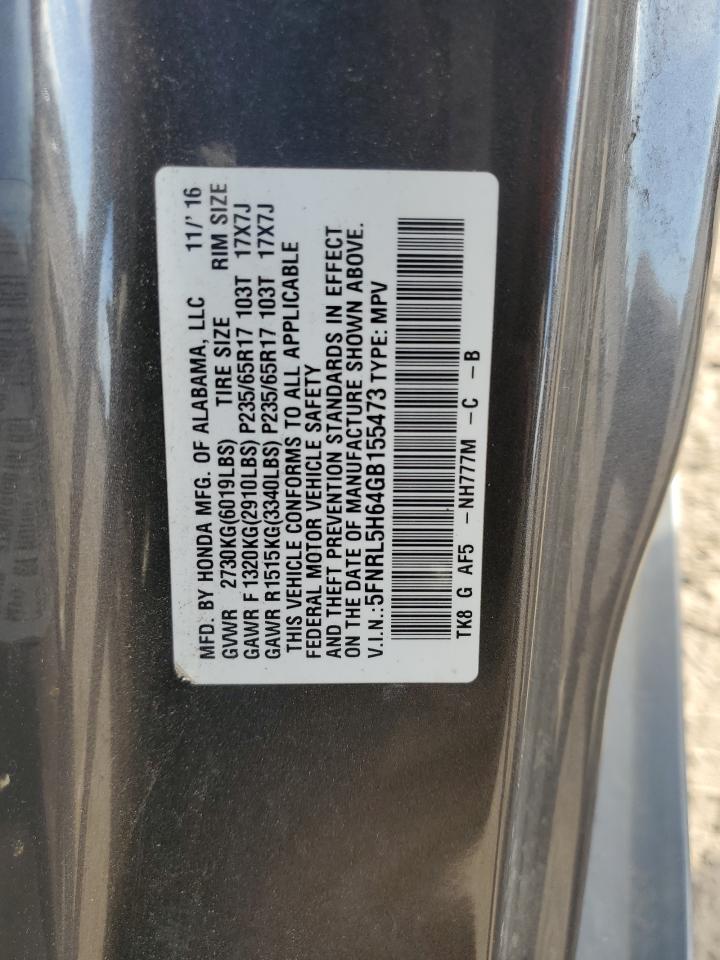 MFD. BY HONDA MFG. OF ALABAMA, LLC 11/' 16
GVWR 2730KG(6019LBS) TIRE SIZE RIM SIZE
GAWR F 1320KG(2910LBS) P235/65R17 103T 17X7J
GAWR R1515KG(3340LBS) P235/65R17 103T 17X7J
THIS VEHICLE CONFORMS TO ALL APPLICABLE
FEDERAL MOTOR VEHICLE SAFETY
AND THEFT PREVENTION STANDARDS IN EFFECT
ON THE DATE OF MANUFACTURE SHOWN ABOVE.
V.I.N.:5FNRL5H64GB155473 TYPE: MPV
TK8 G AF5 -NH777M -C -B